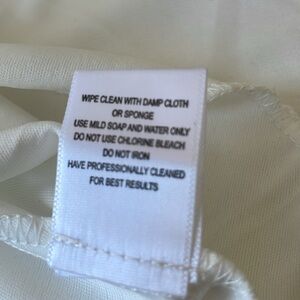 WIPE CLEAN WITH DAMP CLOTH
OR SPONGE
USE MILD SOAP AND WATER ONLY
DO NOT USE CHLORINE BLEACH
DO NOT IRON
HAVE PROFESSIONALLY CLEANED
FOR BEST RESULTS